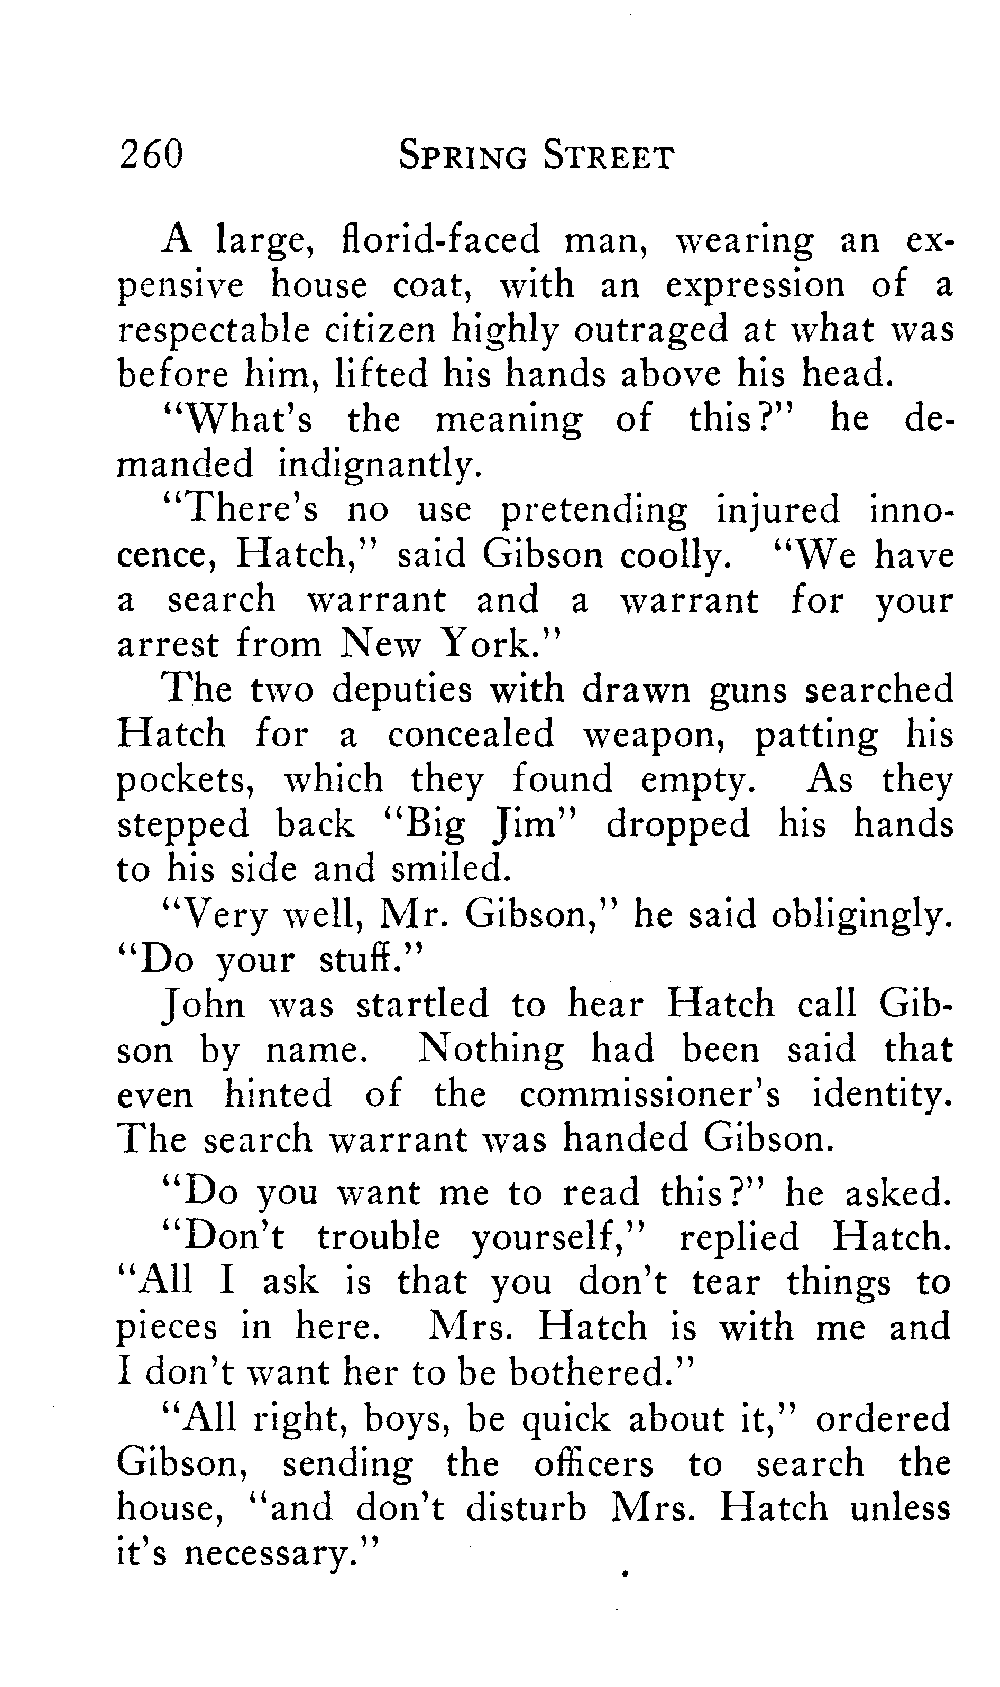 260 SPRING STREET
A large, florid-faced man, wearing an ex-
pensive house coat, with an expression of a
respectable citizen highly outraged at what was
before him, lifted his hands above his head.
"What's the meaning of this?" he de-
manded indignantly.
"There's no use pretending injured inno-
cence, Hatch," said Gibson coolly. "We have
a search warrant and a warrant for your
arrest from New York."
The two deputies with drawn guns searched
Hatch for a concealed weapon, patting his
pockets, which they found empty. As they
stepped back "Big Jim" dropped his hands
to his side and smiled.
"Very well, Mr. Gibson," he said obligingly.
"Do your stuff."
John was startled to hear Hatch call Gib-
son by name. Nothing had been said that
even hinted of the commissioner's identity.
The search warrant was handed Gibson.
"Do you want me to read this?" he asked.
"Don't trouble yourself," replied Hatch.
"All I ask is that you don't tear things to
pieces in here. Mrs. Hatch is with me and
I don't want her to be bothered."
"All right, boys, be quick about it," ordered
Gibson, sending the officers to search the
house, "and don't disturb Mrs. Hatch unless
it's necessary."